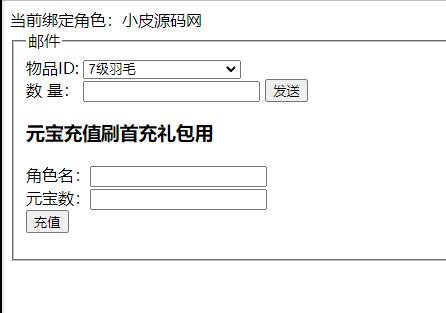 当前绑定角色：小皮源码网
邮件
物品ID: 7级羽毛
数 量： 发送
元宝充值刷首充礼包用
角色名：
元宝数：
充值